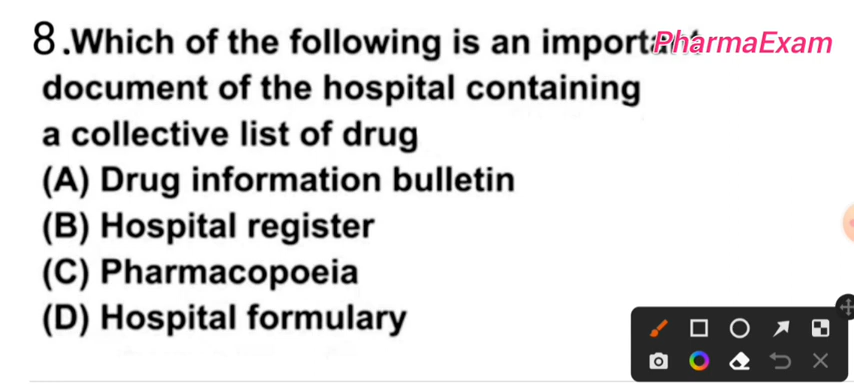 8.Which of the following is an important
PharmaExam
document of the hospital containing
a collective list of drug
(A) Drug information bulletin
(B) Hospital register
(C) Pharmacopoeia
(D) Hospital formulary